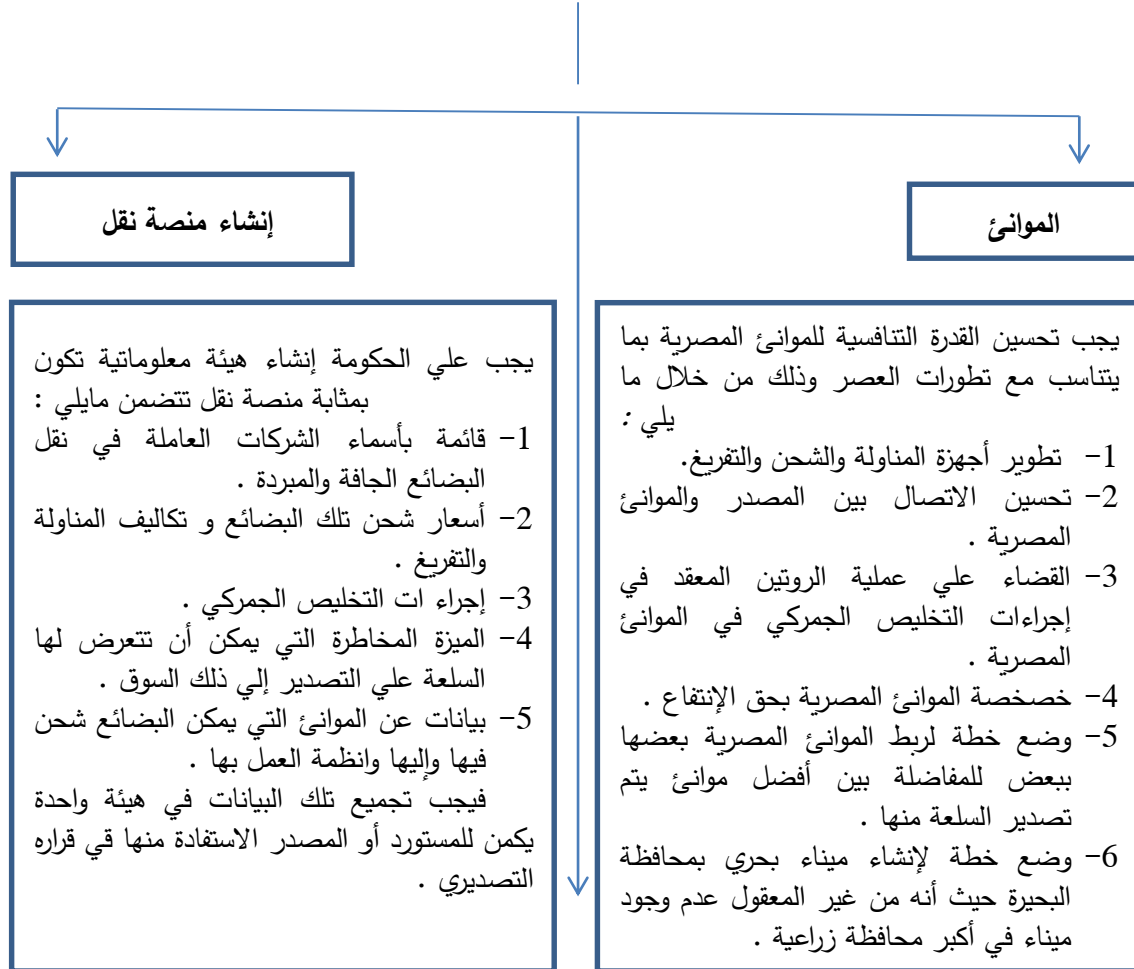 الموانئ
يجب تحسين القدرة التنافسية للموانئ المصرية بما
يتناسب مع تطورات العصر وذلك من خلال ما
يلي :
1- تطوير أجهزة المناولة والشحن والتفريغ.
2- تحسين الاتصال بين المصدر والموانئ
المصرية .
3- القضاء علي عملية الروتين المعقد في
إجراءات التخليص الجمركي في الموانئ
المصرية .
4- خصخصة الموانئ المصرية بحق الإنتفاع .
5- وضع خطة لربط الموانئ المصرية بعضها
ببعض للمفاضلة بين أفضل موانئ يتم
تصدير السلعة منها .
6- وضع خطة لإنشاء ميناء بحري بمحافظة
البحيرة حيث أنه من غير المعقول عدم وجود
ميناء في أكبر محافظة زراعية .
إنشاء منصة نقل
يجب علي الحكومة إنشاء هيئة معلوماتية تكون
بمثابة منصة نقل تتضمن مايلي :
1- قائمة بأسماء الشركات العاملة في نقل
البضائع الجافة والمبردة .
2- أسعار شحن تلك البضائع و تكاليف المناولة
والتفريغ .
3- إجراء ات التخليص الجمركي .
4- الميزة المخاطرة التي يمكن أن تتعرض لها
السلعة علي التصدير إلي ذلك السوق .
5- بيانات عن الموانئ التي يمكن البضائع شحن
فيها وإليها وانظمة العمل بها .
فيجب تجميع تلك البيانات في هيئة واحدة
يكمن للمستورد أو المصدر الاستفادة منها قي قراره
التصديري .